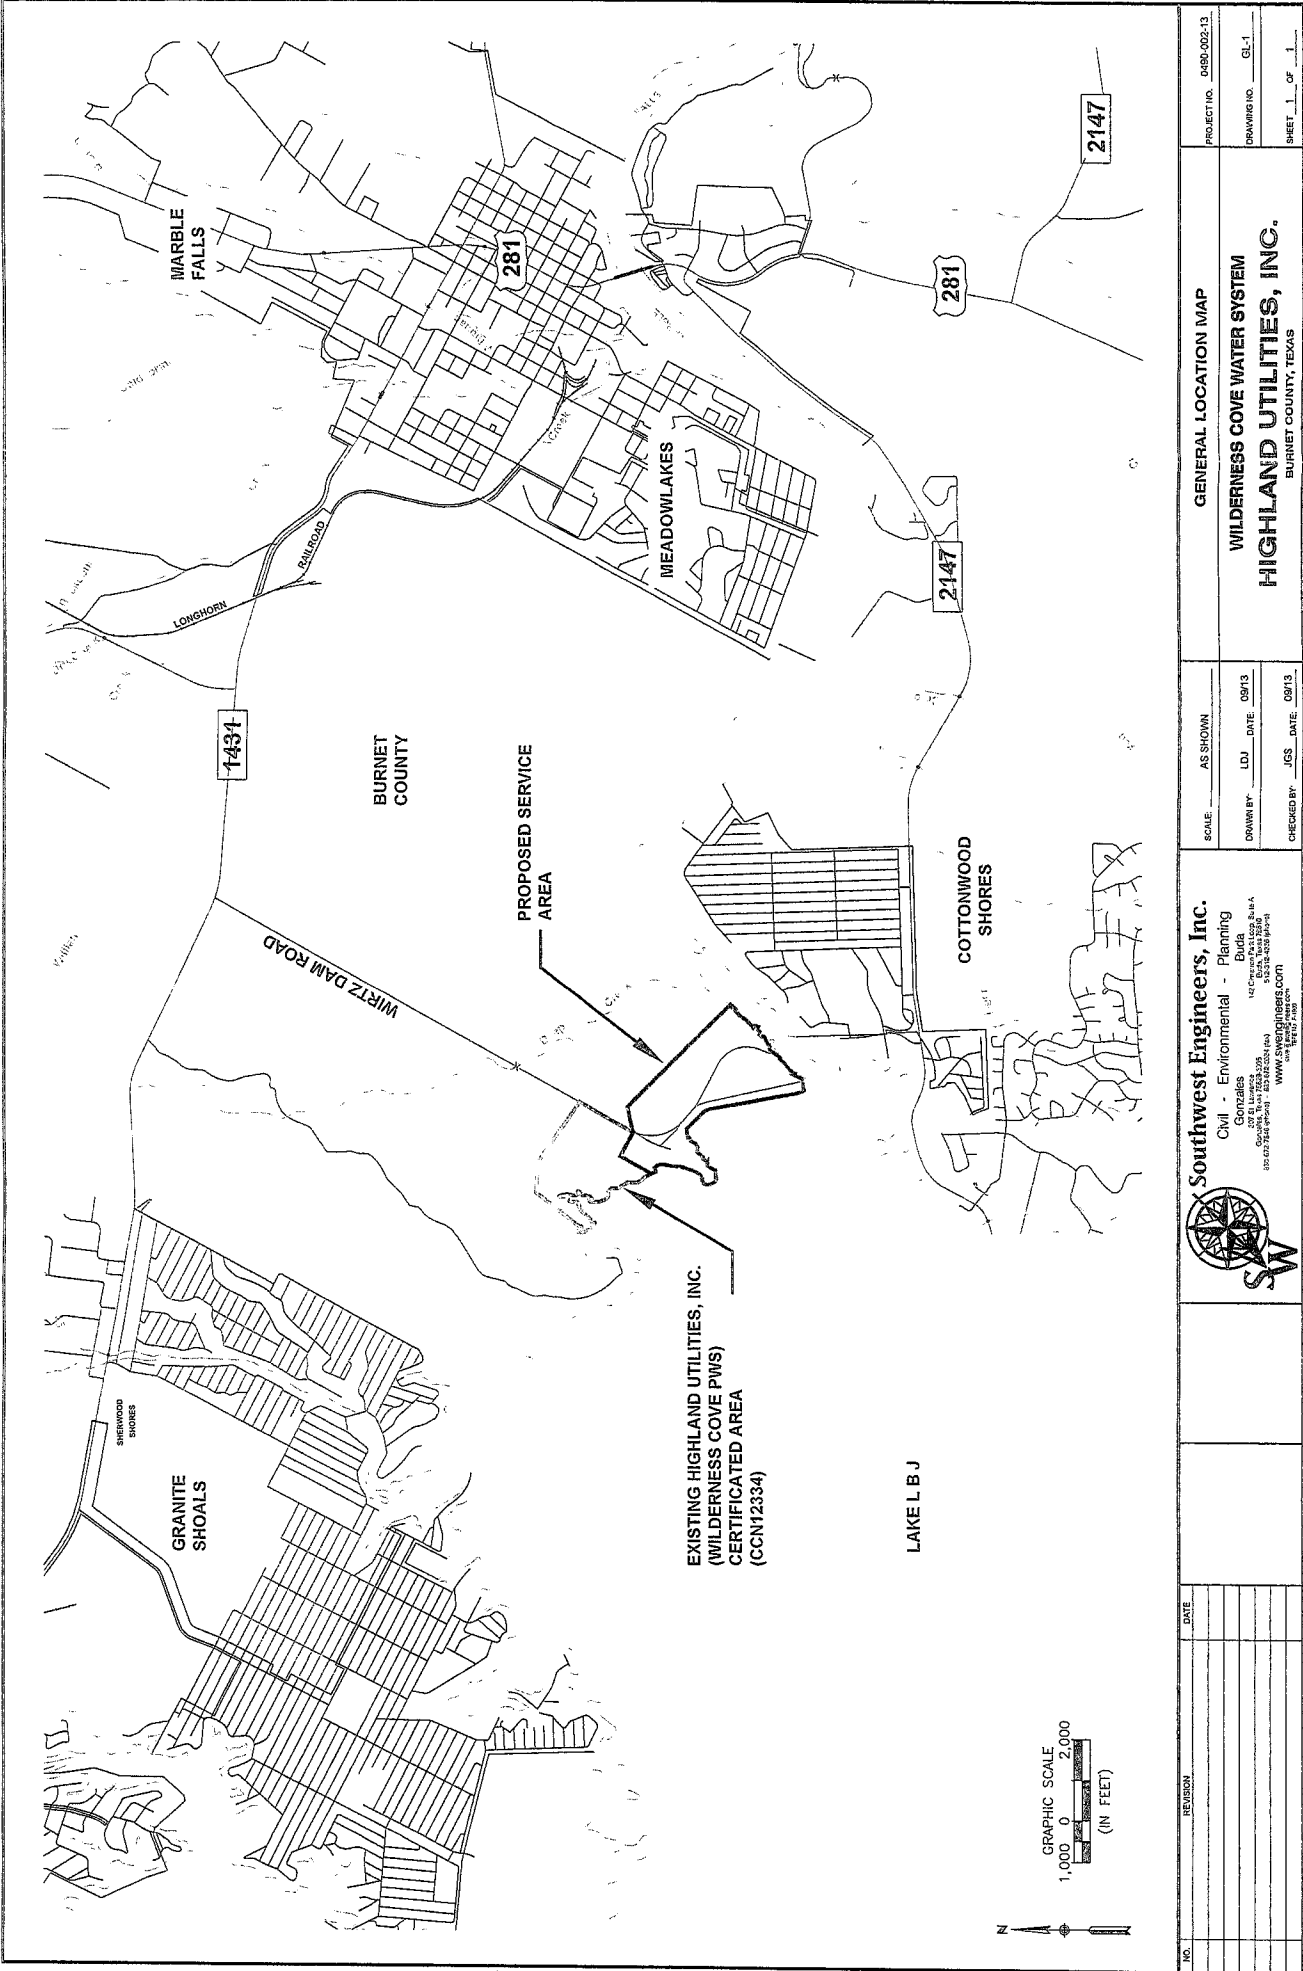 MARBLE
FALLS
281
281
2147
2147
MEADOWLAKES
LONGHORN
RAILROAD
1431
BURNET
COUNTY
WIRTZ DAM ROAD
PROPOSED SERVICE
AREA
COTTONWOOD
SHORES
SHERWOOD
SHORES
GRANITE
SHOALS
EXISTING HIGHLAND UTILITIES, INC.
(WILDERNESS COVE PWS)
CERTIFICATED AREA
(CCN12334)
LAKE L B J
Creek
N
GRAPHIC SCALE
1,000 0 2,000
(IN FEET)
NO. REVISION DATE
SW
Southwest Engineers, Inc.
Civil - Environmental - Planning
Gonzales Buda
www.swengineers.com
SCALE: AS SHOWN
DRAWN BY: LDJ DATE: 09/13
CHECKED BY: JGS DATE: 09/13
GENERAL LOCATION MAP
WILDERNESS COVE WATER SYSTEM
HIGHLAND UTILITIES, INC.
BURNET COUNTY, TEXAS
PROJECT NO. 0490-002-13
DRAWING NO. GL-1
SHEET 1 OF 1